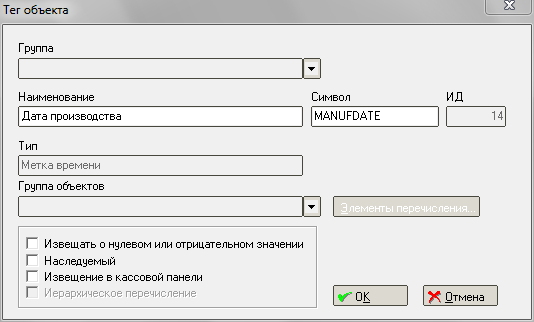 Тег объекта
Группа
Наименование Символ ИД
Дата производства MANUFDATE 14
Тип
Метка времени
Группа объектов
Элементы перечисления...
Извещать о нулевом или отрицательном значении
Наследуемый
Извещение в кассовой панели
Иерархическое перечисление
OK Отмена